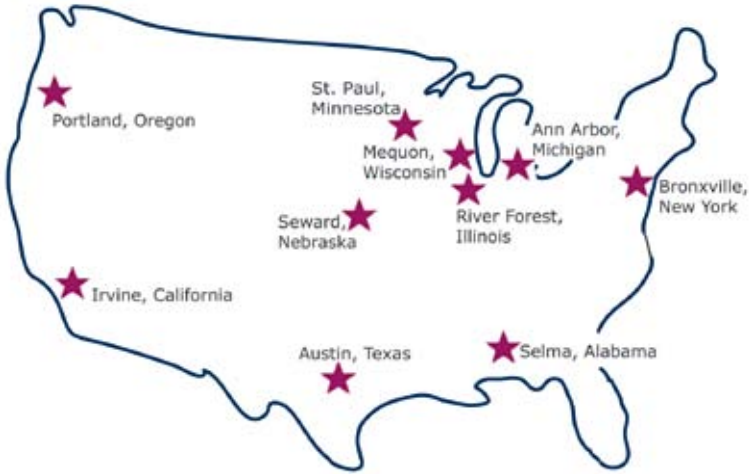 St. Paul,
Minnesota
Portland, Oregon
Ann Arbor,
Michigan
Mequon,
Wisconsin
Bronxville,
New York
Seward,
Nebraska
River Forest,
Illinois
Irvine, California
Austin, Texas
Selma, Alabama